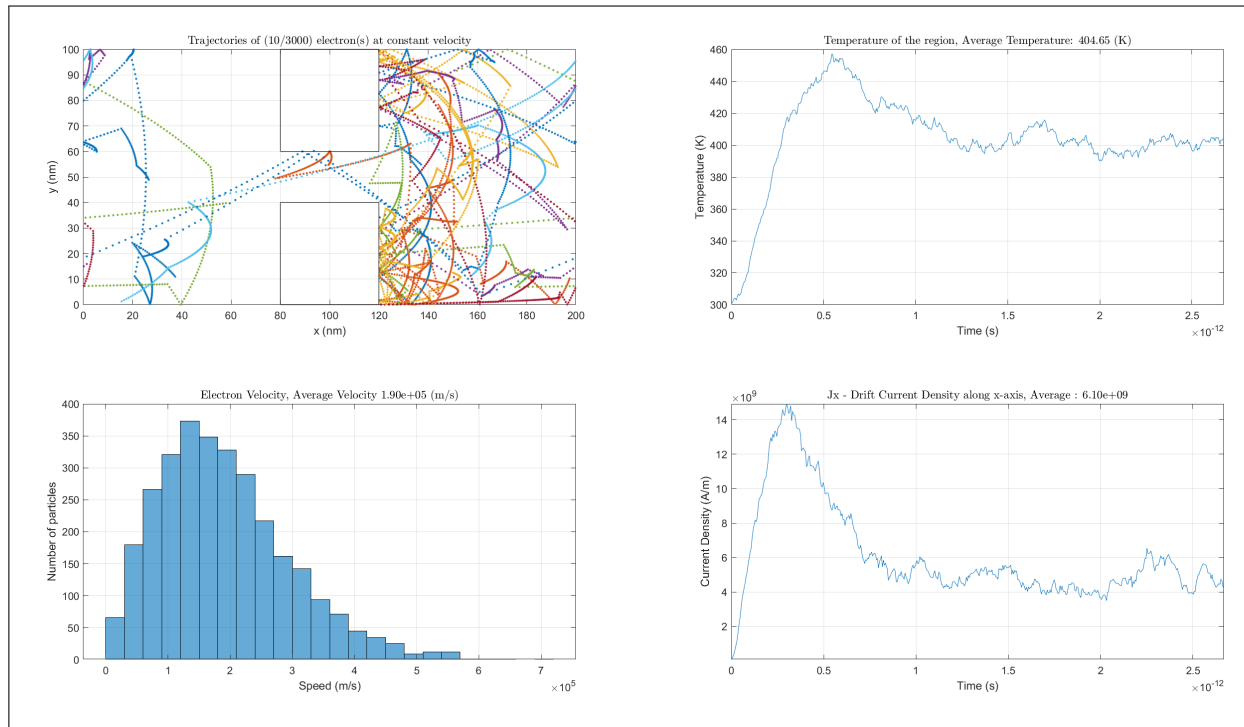 Trajectories of (10/3000) electron(s) at constant velocity
100
90
80
70
60
50
40
30
20
10
0
y (nm)
0 20 40 60 80 100 120 140 160 180 200
x (nm)
Temperature of the region, Average Temperature: 404.65 (K)
460
440
420
400
380
360
340
320
300
Temperature (K)
0 0.5 1 1.5 2 2.5
×10⁻¹²
Time (s)
Electron Velocity, Average Velocity 1.90e+05 (m/s)
400
350
300
250
200
150
100
50
0
Number of particles
0 1 2 3 4 5 6 7
×10⁵
Speed (m/s)
Jx - Drift Current Density along x-axis, Average : 6.10e+09
×10⁹
14
12
10
8
6
4
2
Current Density (A/m)
0 0.5 1 1.5 2 2.5
×10⁻¹²
Time (s)